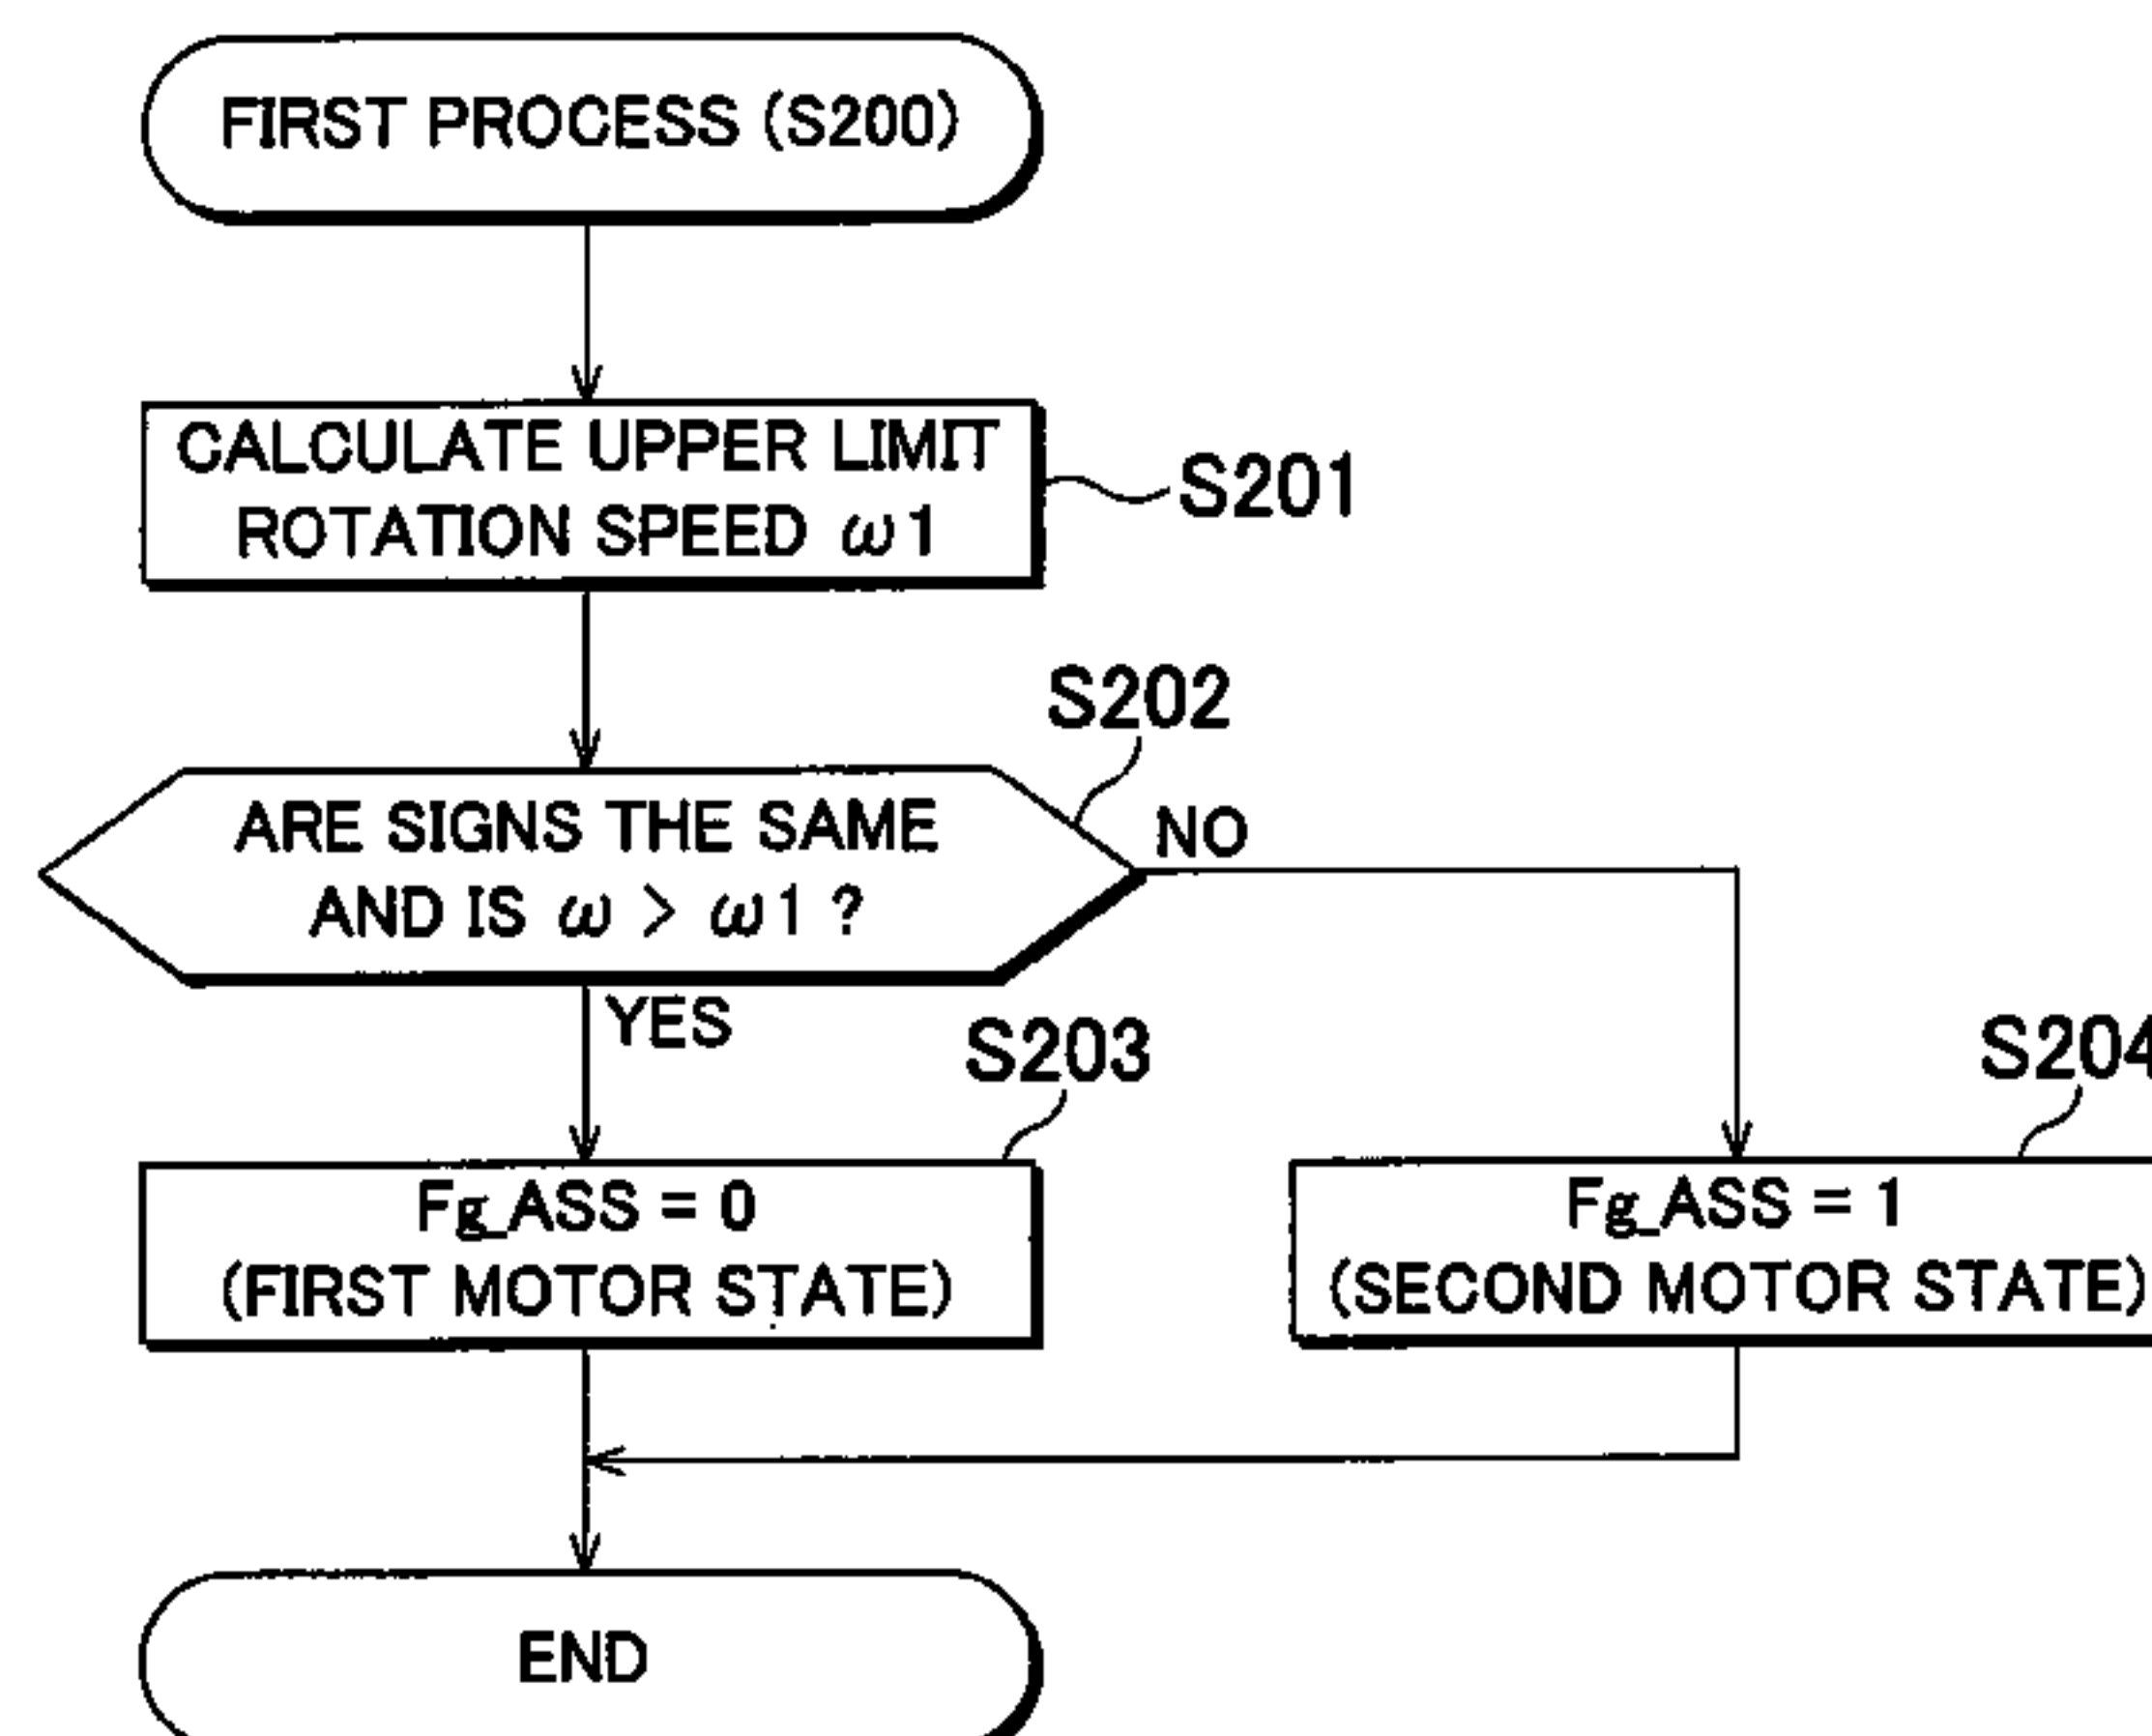 FIRST PROCESS (S200)
CALCULATE UPPER LIMIT
ROTATION SPEED ω1
S201
S202
ARE SIGNS THE SAME
AND IS ω > ω1 ?
NO
YES
S203
Fg_ASS = 0
(FIRST MOTOR STATE)
S204
Fg_ASS = 1
(SECOND MOTOR STATE)
END